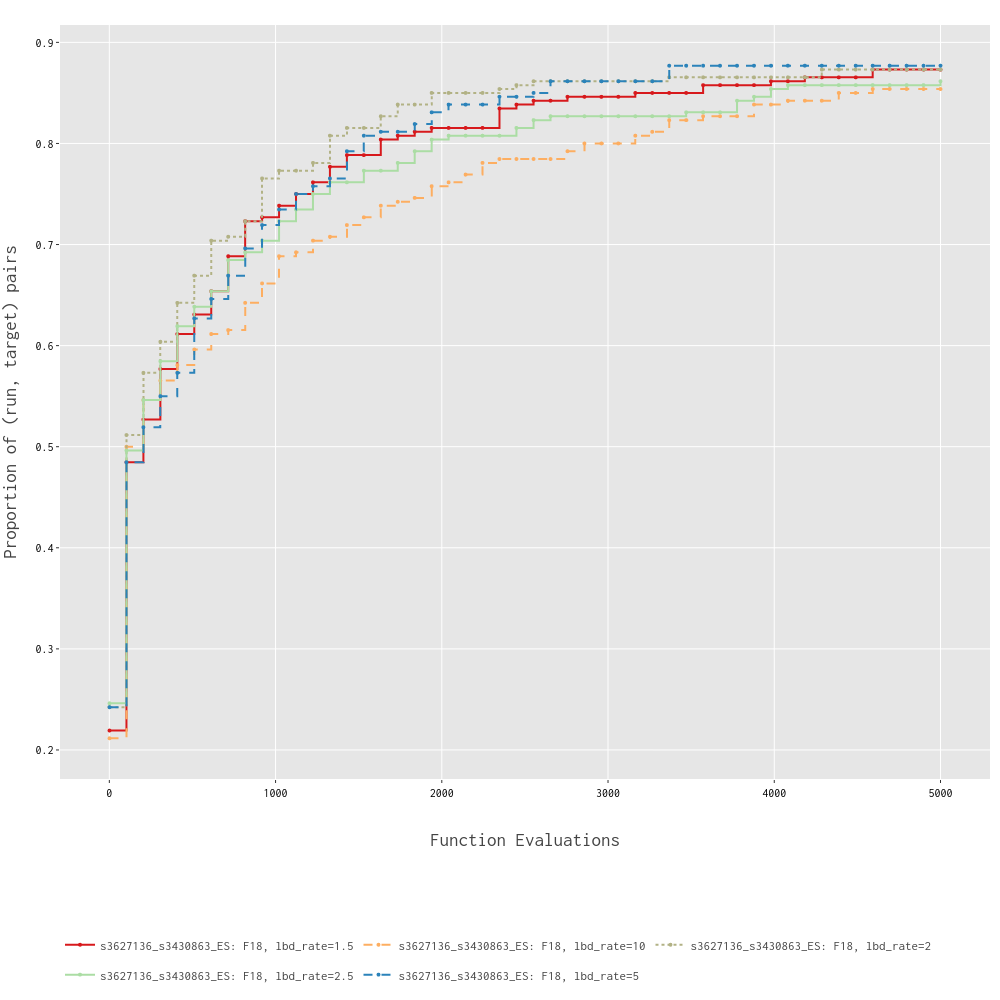 0.9
0.8
0.7
0.6
0.5
0.4
0.3
0.2
Proportion of (run, target) pairs
0 1000 2000 3000 4000 5000
Function Evaluations
s3627136_s3430863_ES: F18, lbd_rate=1.5 s3627136_s3430863_ES: F18, lbd_rate=10 s3627136_s3430863_ES: F18, lbd_rate=2
s3627136_s3430863_ES: F18, lbd_rate=2.5 s3627136_s3430863_ES: F18, lbd_rate=5